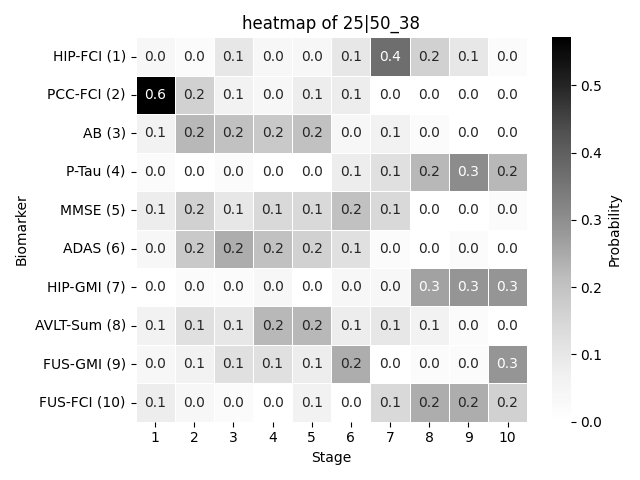 heatmap of 25|50_38
HIP-FCI (1) 0.0 0.0 0.1 0.0 0.0 0.1 0.4 0.2 0.1 0.0
PCC-FCI (2) 0.6 0.2 0.1 0.0 0.1 0.1 0.0 0.0 0.0 0.0
AB (3) 0.1 0.2 0.2 0.2 0.2 0.0 0.1 0.0 0.0 0.0
P-Tau (4) 0.0 0.0 0.0 0.0 0.0 0.1 0.1 0.2 0.3 0.2
MMSE (5) 0.1 0.2 0.1 0.1 0.1 0.2 0.1 0.0 0.0 0.0
ADAS (6) 0.0 0.2 0.2 0.2 0.2 0.1 0.0 0.0 0.0 0.0
HIP-GMI (7) 0.0 0.0 0.0 0.0 0.0 0.0 0.0 0.3 0.3 0.3
AVLT-Sum (8) 0.1 0.1 0.1 0.2 0.2 0.1 0.1 0.1 0.0 0.0
FUS-GMI (9) 0.0 0.1 0.1 0.1 0.1 0.2 0.0 0.0 0.0 0.3
FUS-FCI (10) 0.1 0.0 0.0 0.0 0.1 0.0 0.1 0.2 0.2 0.2
1 2 3 4 5 6 7 8 9 10
Stage
Biomarker
0.5
0.4
0.3
0.2
0.1
0.0
Probability